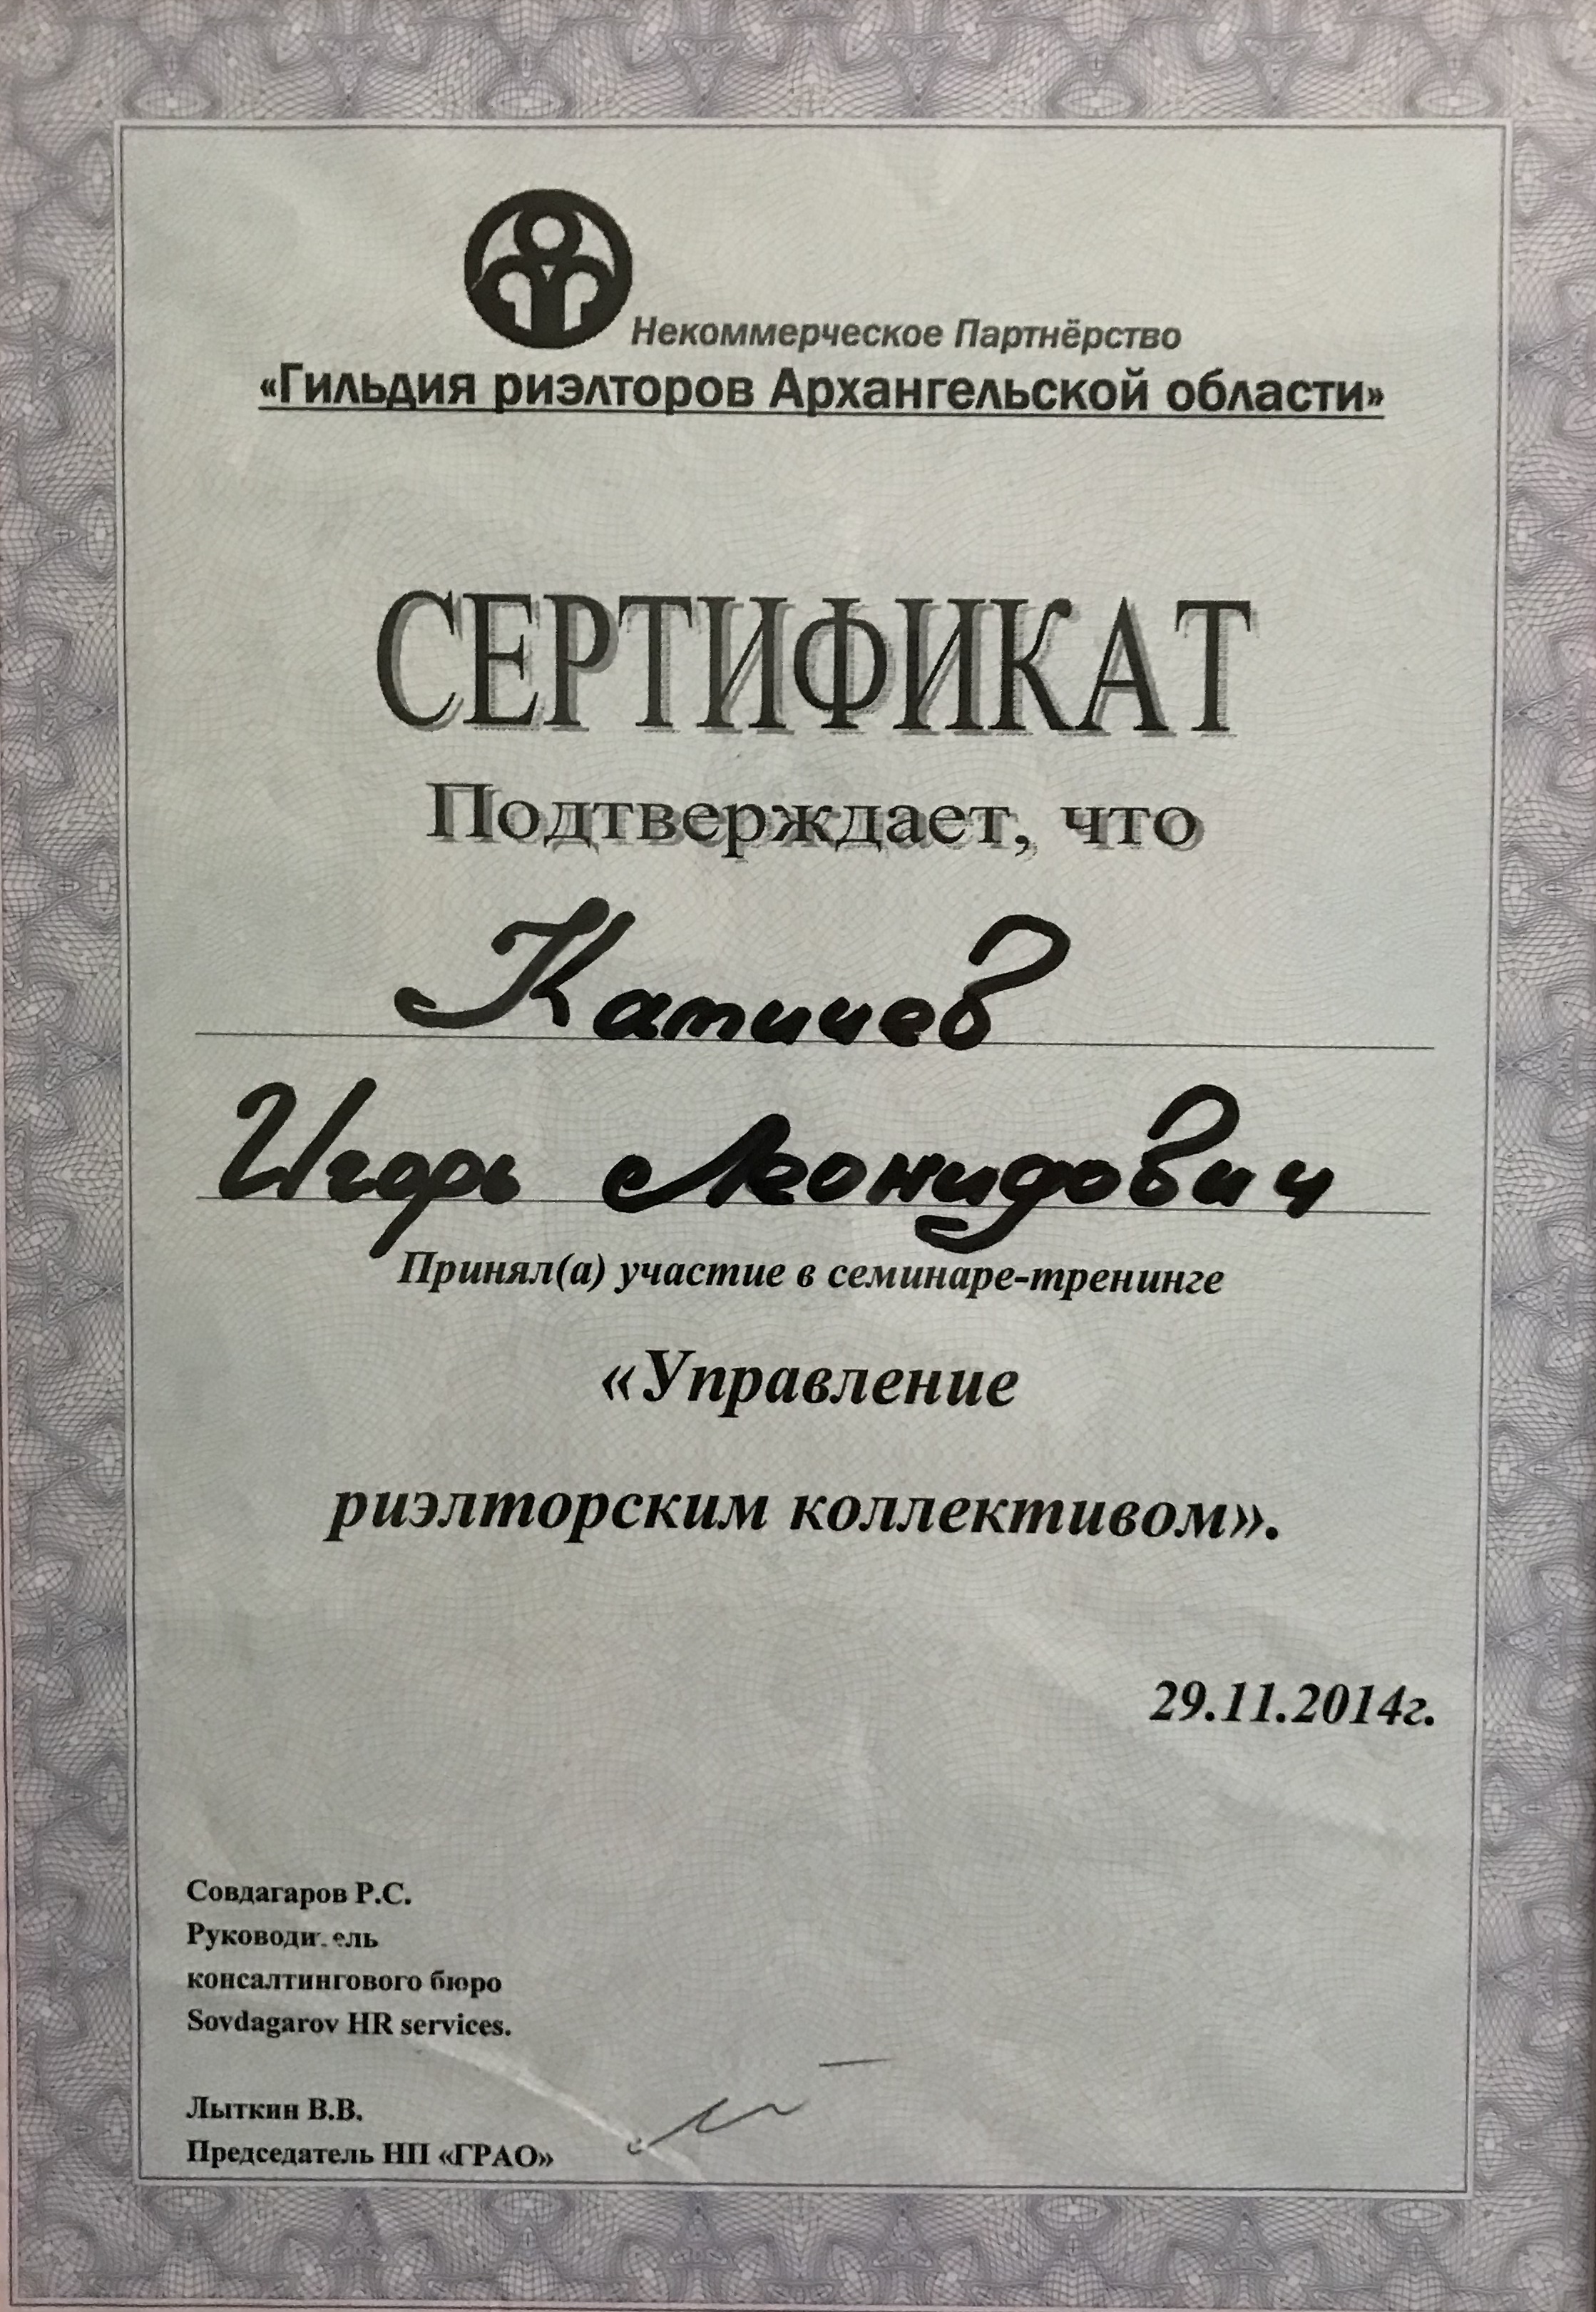 Некоммерческое Партнёрство
«Гильдия риэлторов Архангельской области»
СЕРТИФИКАТ
Подтверждает, что
Катичев
Игорь Леонидович
Принял(а) участие в семинаре-тренинге
«Управление
риэлторским коллективом».
29.11.2014г.
Совдагаров Р.С.
Руководитель
консалтингового бюро
Sovdagarov HR services.
Лыткин В.В.
Председатель НП «ГРАО»